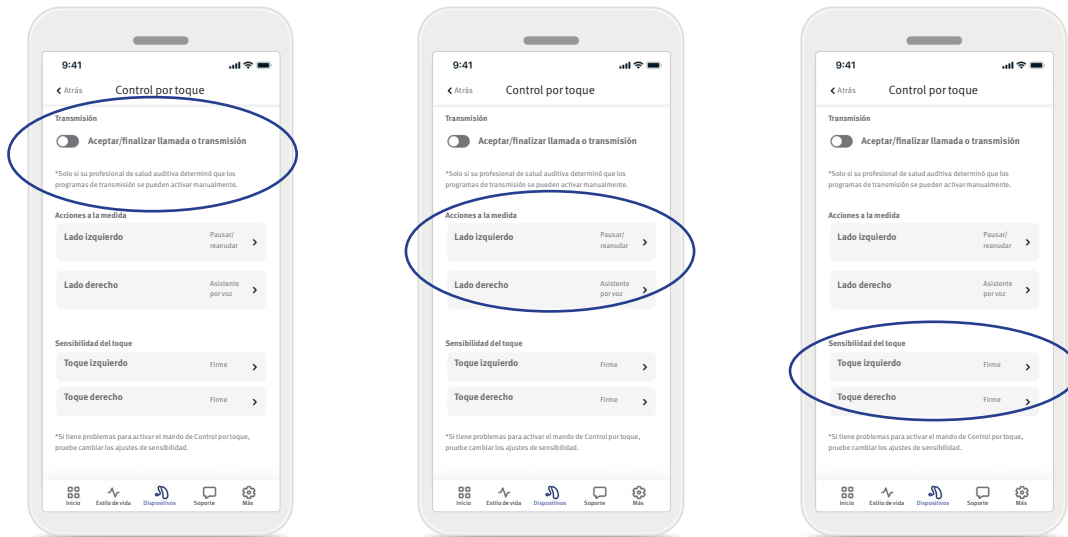 9:41
Atrás
Control por toque
Transmisión
Aceptar/finalizar llamada o transmisión
*Solo si su profesional de salud auditiva determinó que los
programas de transmisión se pueden activar manualmente.
Acciones a la medida
Lado izquierdo
Pausar/
reanudar
Lado derecho
Asistente
por voz
Sensibilidad del toque
Toque izquierdo
Firme
Toque derecho
Firme
*Si tiene problemas para activar el mando de Control por toque,
pruebe cambiar los ajustes de sensibilidad.
Inicio
Estilo de vida
Dispositivos
Soporte
Más
9:41
Atrás
Control por toque
Transmisión
Aceptar/finalizar llamada o transmisión
*Solo si su profesional de salud auditiva determinó que los
programas de transmisión se pueden activar manualmente.
Acciones a la medida
Lado izquierdo
Pausar/
reanudar
Lado derecho
Asistente
por voz
Sensibilidad del toque
Toque izquierdo
Firme
Toque derecho
Firme
*Si tiene problemas para activar el mando de Control por toque,
pruebe cambiar los ajustes de sensibilidad.
Inicio
Estilo de vida
Dispositivos
Soporte
Más
9:41
Atrás
Control por toque
Transmisión
Aceptar/finalizar llamada o transmisión
*Solo si su profesional de salud auditiva determinó que los
programas de transmisión se pueden activar manualmente.
Acciones a la medida
Lado izquierdo
Pausar/
reanudar
Lado derecho
Asistente
por voz
Sensibilidad del toque
Toque izquierdo
Firme
Toque derecho
Firme
*Si tiene problemas para activar el mando de Control por toque,
pruebe cambiar los ajustes de sensibilidad.
Inicio
Estilo de vida
Dispositivos
Soporte
Más